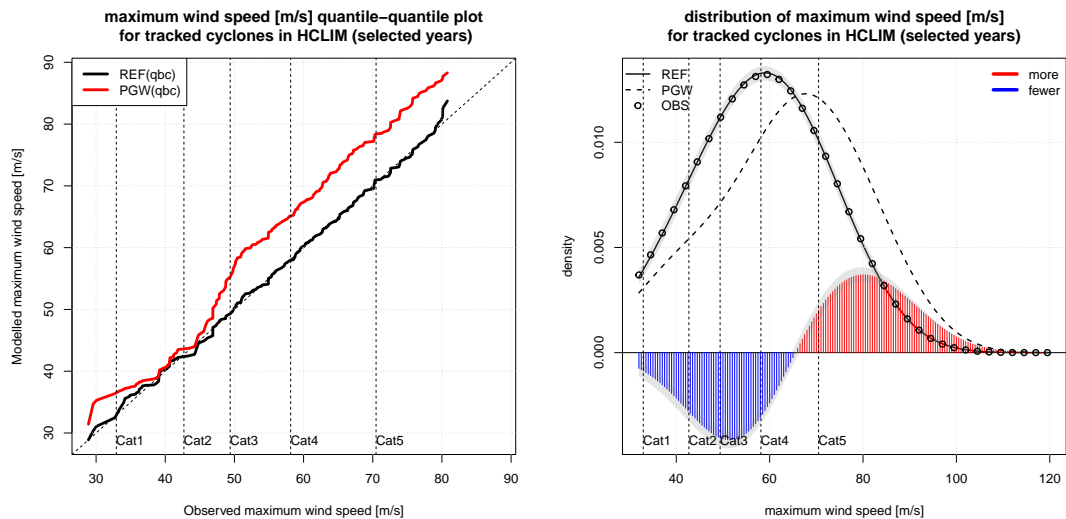 maximum wind speed [m/s] quantile−quantile plot
for tracked cyclones in HCLIM (selected years)
REF(qbc)
PGW(qbc)
90
80
70
60
50
40
30
Modelled maximum wind speed [m/s]
Cat1
Cat2
Cat3
Cat4
Cat5
30
40
50
60
70
80
90
Observed maximum wind speed [m/s]
distribution of maximum wind speed [m/s]
for tracked cyclones in HCLIM (selected years)
REF
PGW
OBS
more
fewer
0.010
0.005
0.000
density
Cat1
Cat2
Cat3
Cat4
Cat5
40
60
80
100
120
maximum wind speed [m/s]